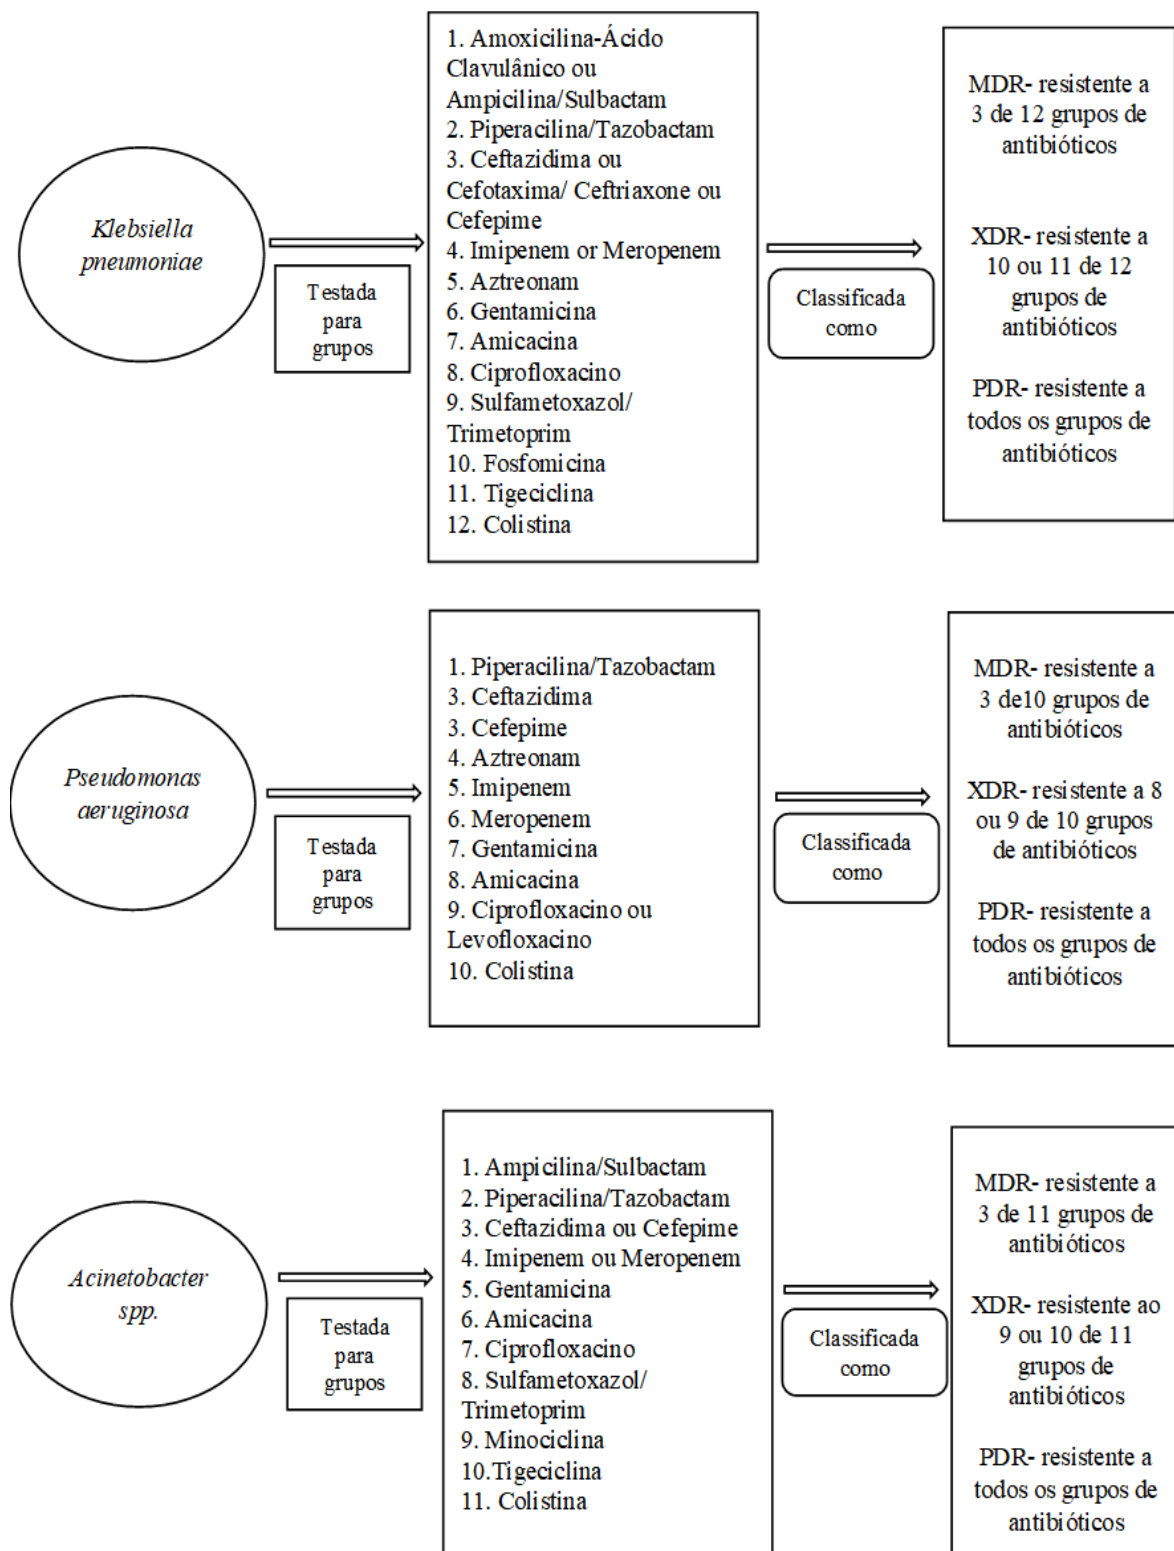 Klebsiella
pneumoniae
Testada
para
grupos
1. Amoxicilina-Ácido
Clavulânico ou
Ampicilina/Sulbactam
2. Piperacilina/Tazobactam
3. Ceftazidima ou
Cefotaxima/ Ceftriaxone ou
Cefepime
4. Imipenem or Meropenem
5. Aztreonam
6. Gentamicina
7. Amicacina
8. Ciprofloxacino
9. Sulfametoxazol/
Trimetoprim
10. Fosfomicina
11. Tigeciclina
12. Colistina
Classificada
como
MDR- resistente a
3 de 12 grupos de
antibióticos
XDR- resistente a
10 ou 11 de 12
grupos de
antibióticos
PDR- resistente a
todos os grupos de
antibióticos
Pseudomonas
aeruginosa
Testada
para
grupos
1. Piperacilina/Tazobactam
3. Ceftazidima
3. Cefepime
4. Aztreonam
5. Imipenem
6. Meropenem
7. Gentamicina
8. Amicacina
9. Ciprofloxacino ou
Levofloxacino
10. Colistina
Classificada
como
MDR- resistente a
3 de10 grupos de
antibióticos
XDR- resistente a 8
ou 9 de 10 grupos
de antibióticos
PDR- resistente a
todos os grupos de
antibióticos
Acinetobacter
spp.
Testada
para
grupos
1. Ampicilina/Sulbactam
2. Piperacilina/Tazobactam
3. Ceftazidima ou Cefepime
4. Imipenem ou Meropenem
5. Gentamicina
6. Amicacina
7. Ciprofloxacino
8. Sulfametoxazol/
Trimetoprim
9. Minociclina
10.Tigeciclina
11. Colistina
Classificada
como
MDR- resistente a
3 de 11 grupos de
antibióticos
XDR- resistente ao
9 ou 10 de 11
grupos de
antibióticos
PDR- resistente a
todos os grupos de
antibióticos